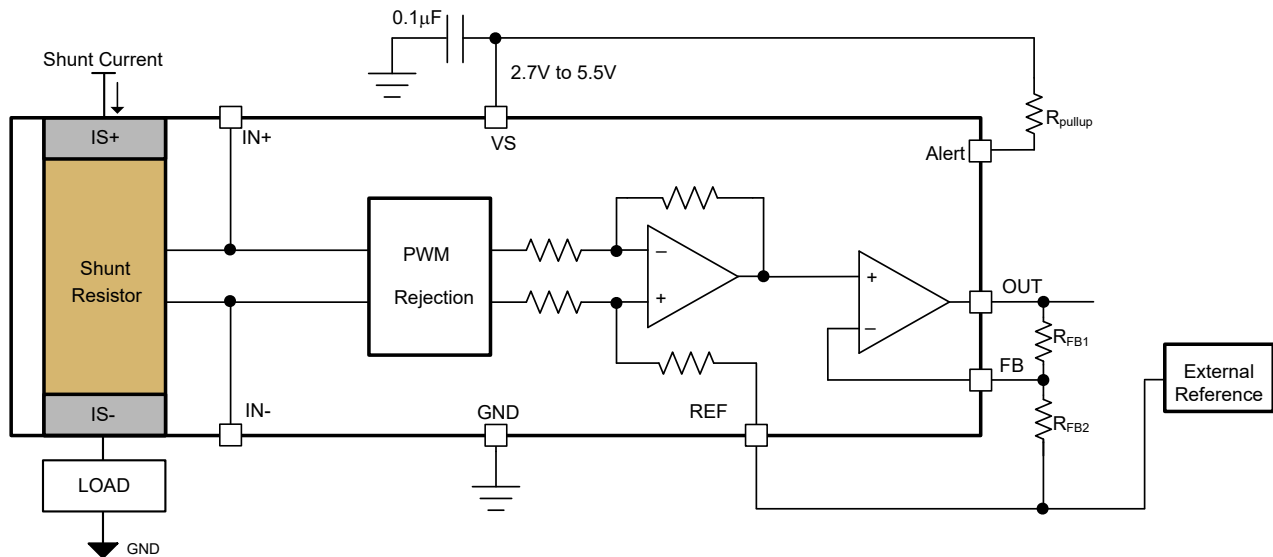 0.1μF
Shunt Current
2.7V to 5.5V
Rpullup
IS+
IN+
VS
Alert
Shunt
Resistor
PWM
Rejection
−
+
+
−
OUT
RFB1
FB
External
Reference
RFB2
IS-
IN-
GND
REF
LOAD
GND